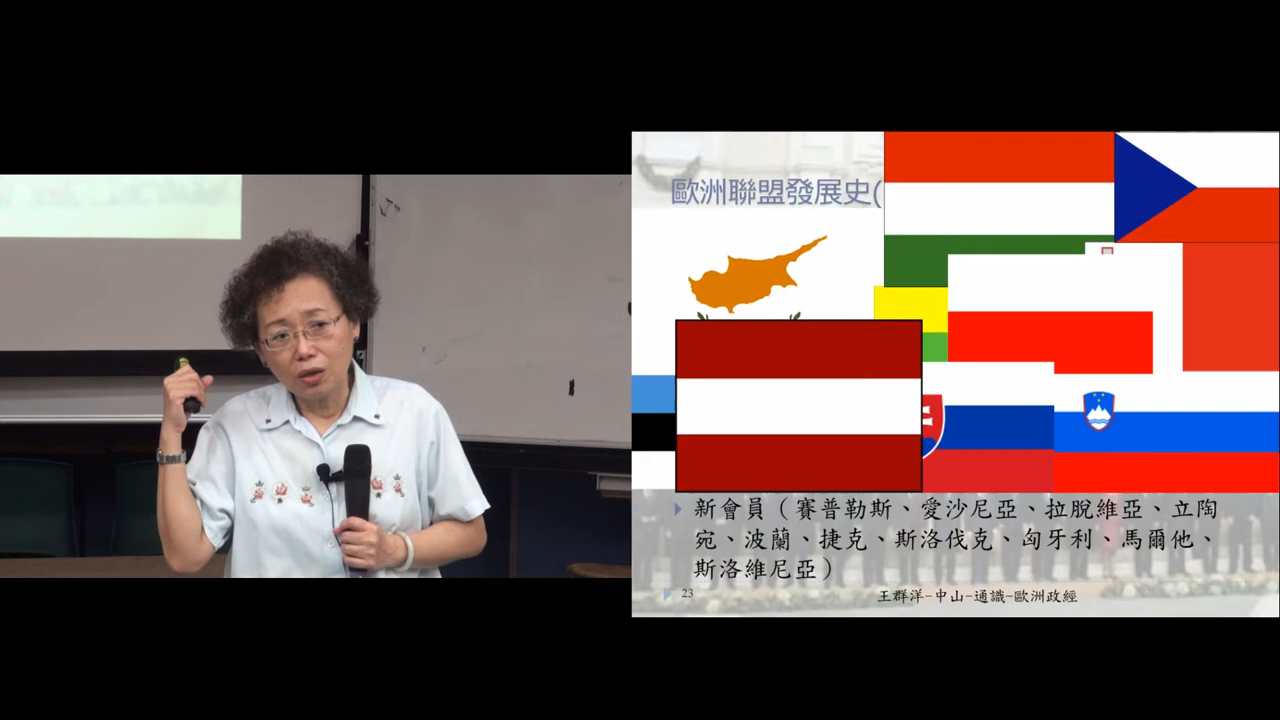 歐洲聯盟發展史(
新會員（賽普勒斯、愛沙尼亞、拉脫維亞、立陶
宛、波蘭、捷克、斯洛伐克、匈牙利、馬爾他、
斯洛維尼亞）
23
王群洋-中山-通識-歐洲政經